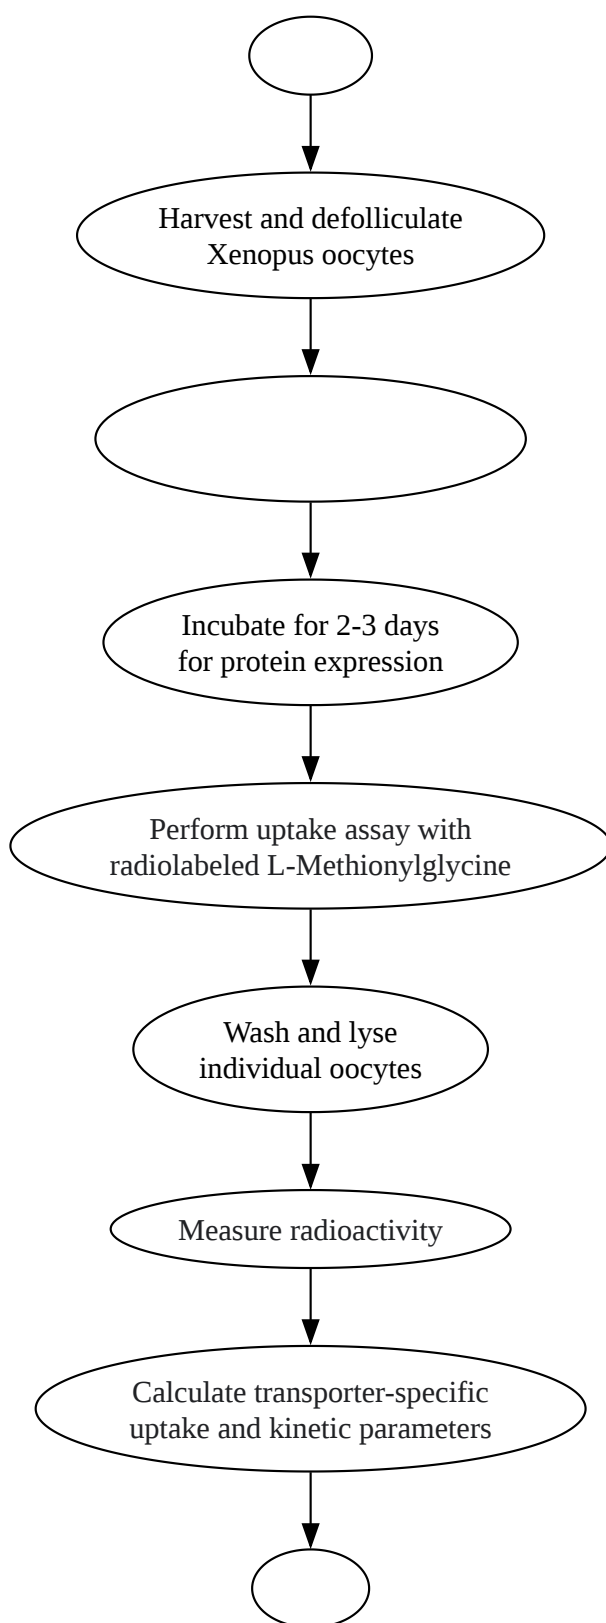 Harvest and defolliculate
Xenopus oocytes
Incubate for 2-3 days
for protein expression
Perform uptake assay with
radiolabeled L-Methionylglycine
Wash and lyse
individual oocytes
Measure radioactivity
Calculate transporter-specific
uptake and kinetic parameters